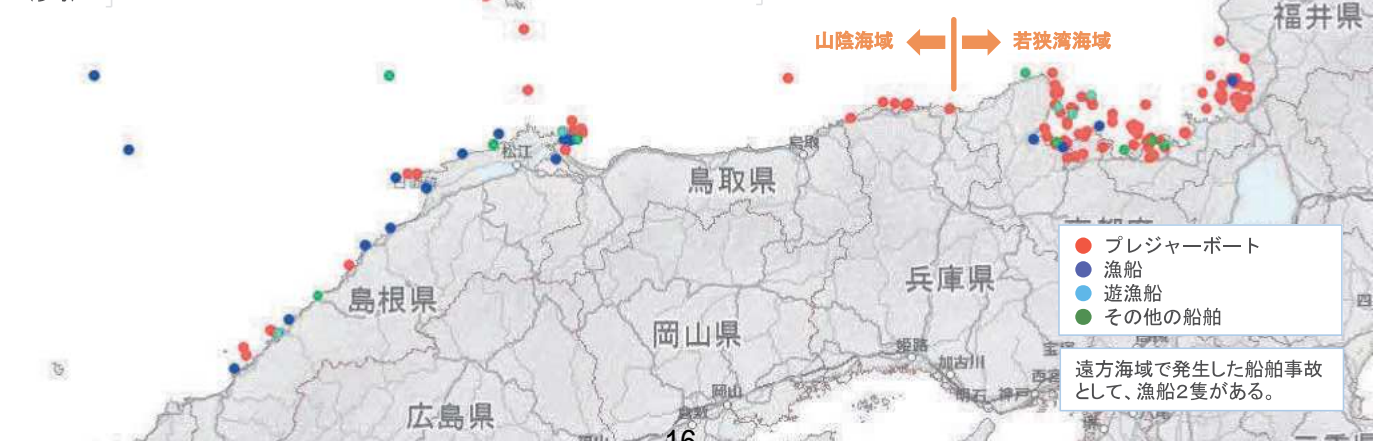 福井県
山陰海域
若狭湾海域
鳥取
松江
鳥取県
プレジャーボート
漁船
遊漁船
その他の船舶
兵庫県
島根県
岡山県
姫路
加古川
遠方海域で発生した船舶事故
として、漁船2隻がある。
岡山
明石
神戸
広島県
16